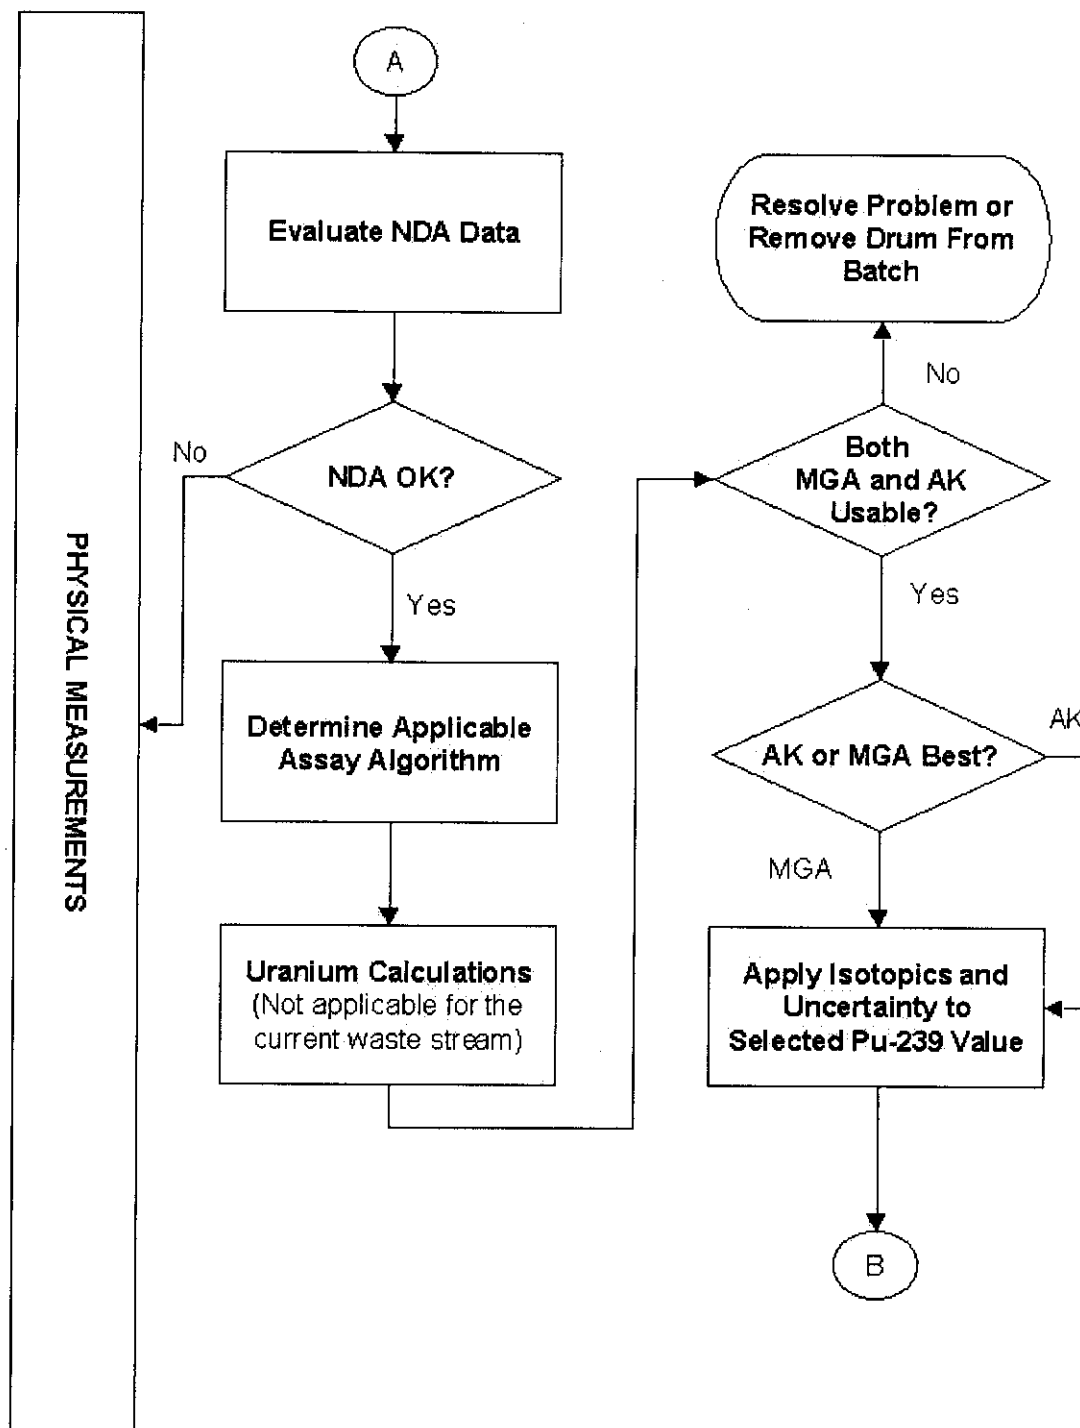 PHYSICAL MEASUREMENTS
A
Evaluate NDA Data
NDA OK?
No
Yes
Determine Applicable
Assay Algorithm
Uranium Calculations
(Not applicable for the
current waste stream)
Resolve Problem or
Remove Drum From
Batch
No
Both
MGA and AK
Usable?
Yes
AK or MGA Best?
AK
MGA
Apply Isotopics and
Uncertainty to
Selected Pu-239 Value
B